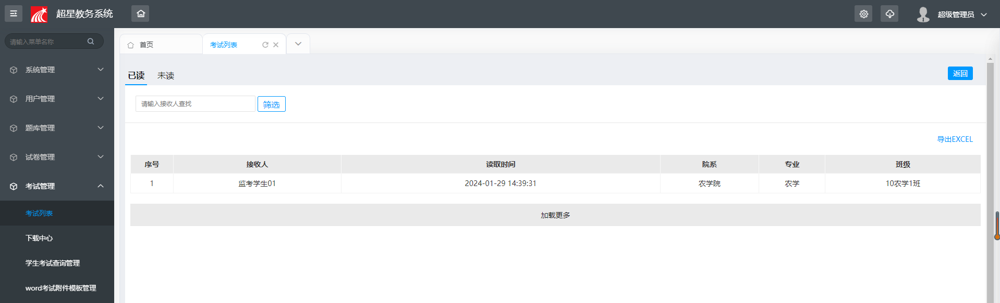 超星教务系统
超级管理员
请输入菜单名称
系统管理
用户管理
题库管理
试卷管理
考试管理
考试列表
下载中心
学生考试查询管理
word考试附件模板管理
首页
考试列表
已读
未读
返回
请输入接收人查找
筛选
导出EXCEL
序号 接收人 读取时间 院系 专业 班级
1 监考学生01 2024-01-29 14:39:31 农学院 农学 10农学1班
加载更多